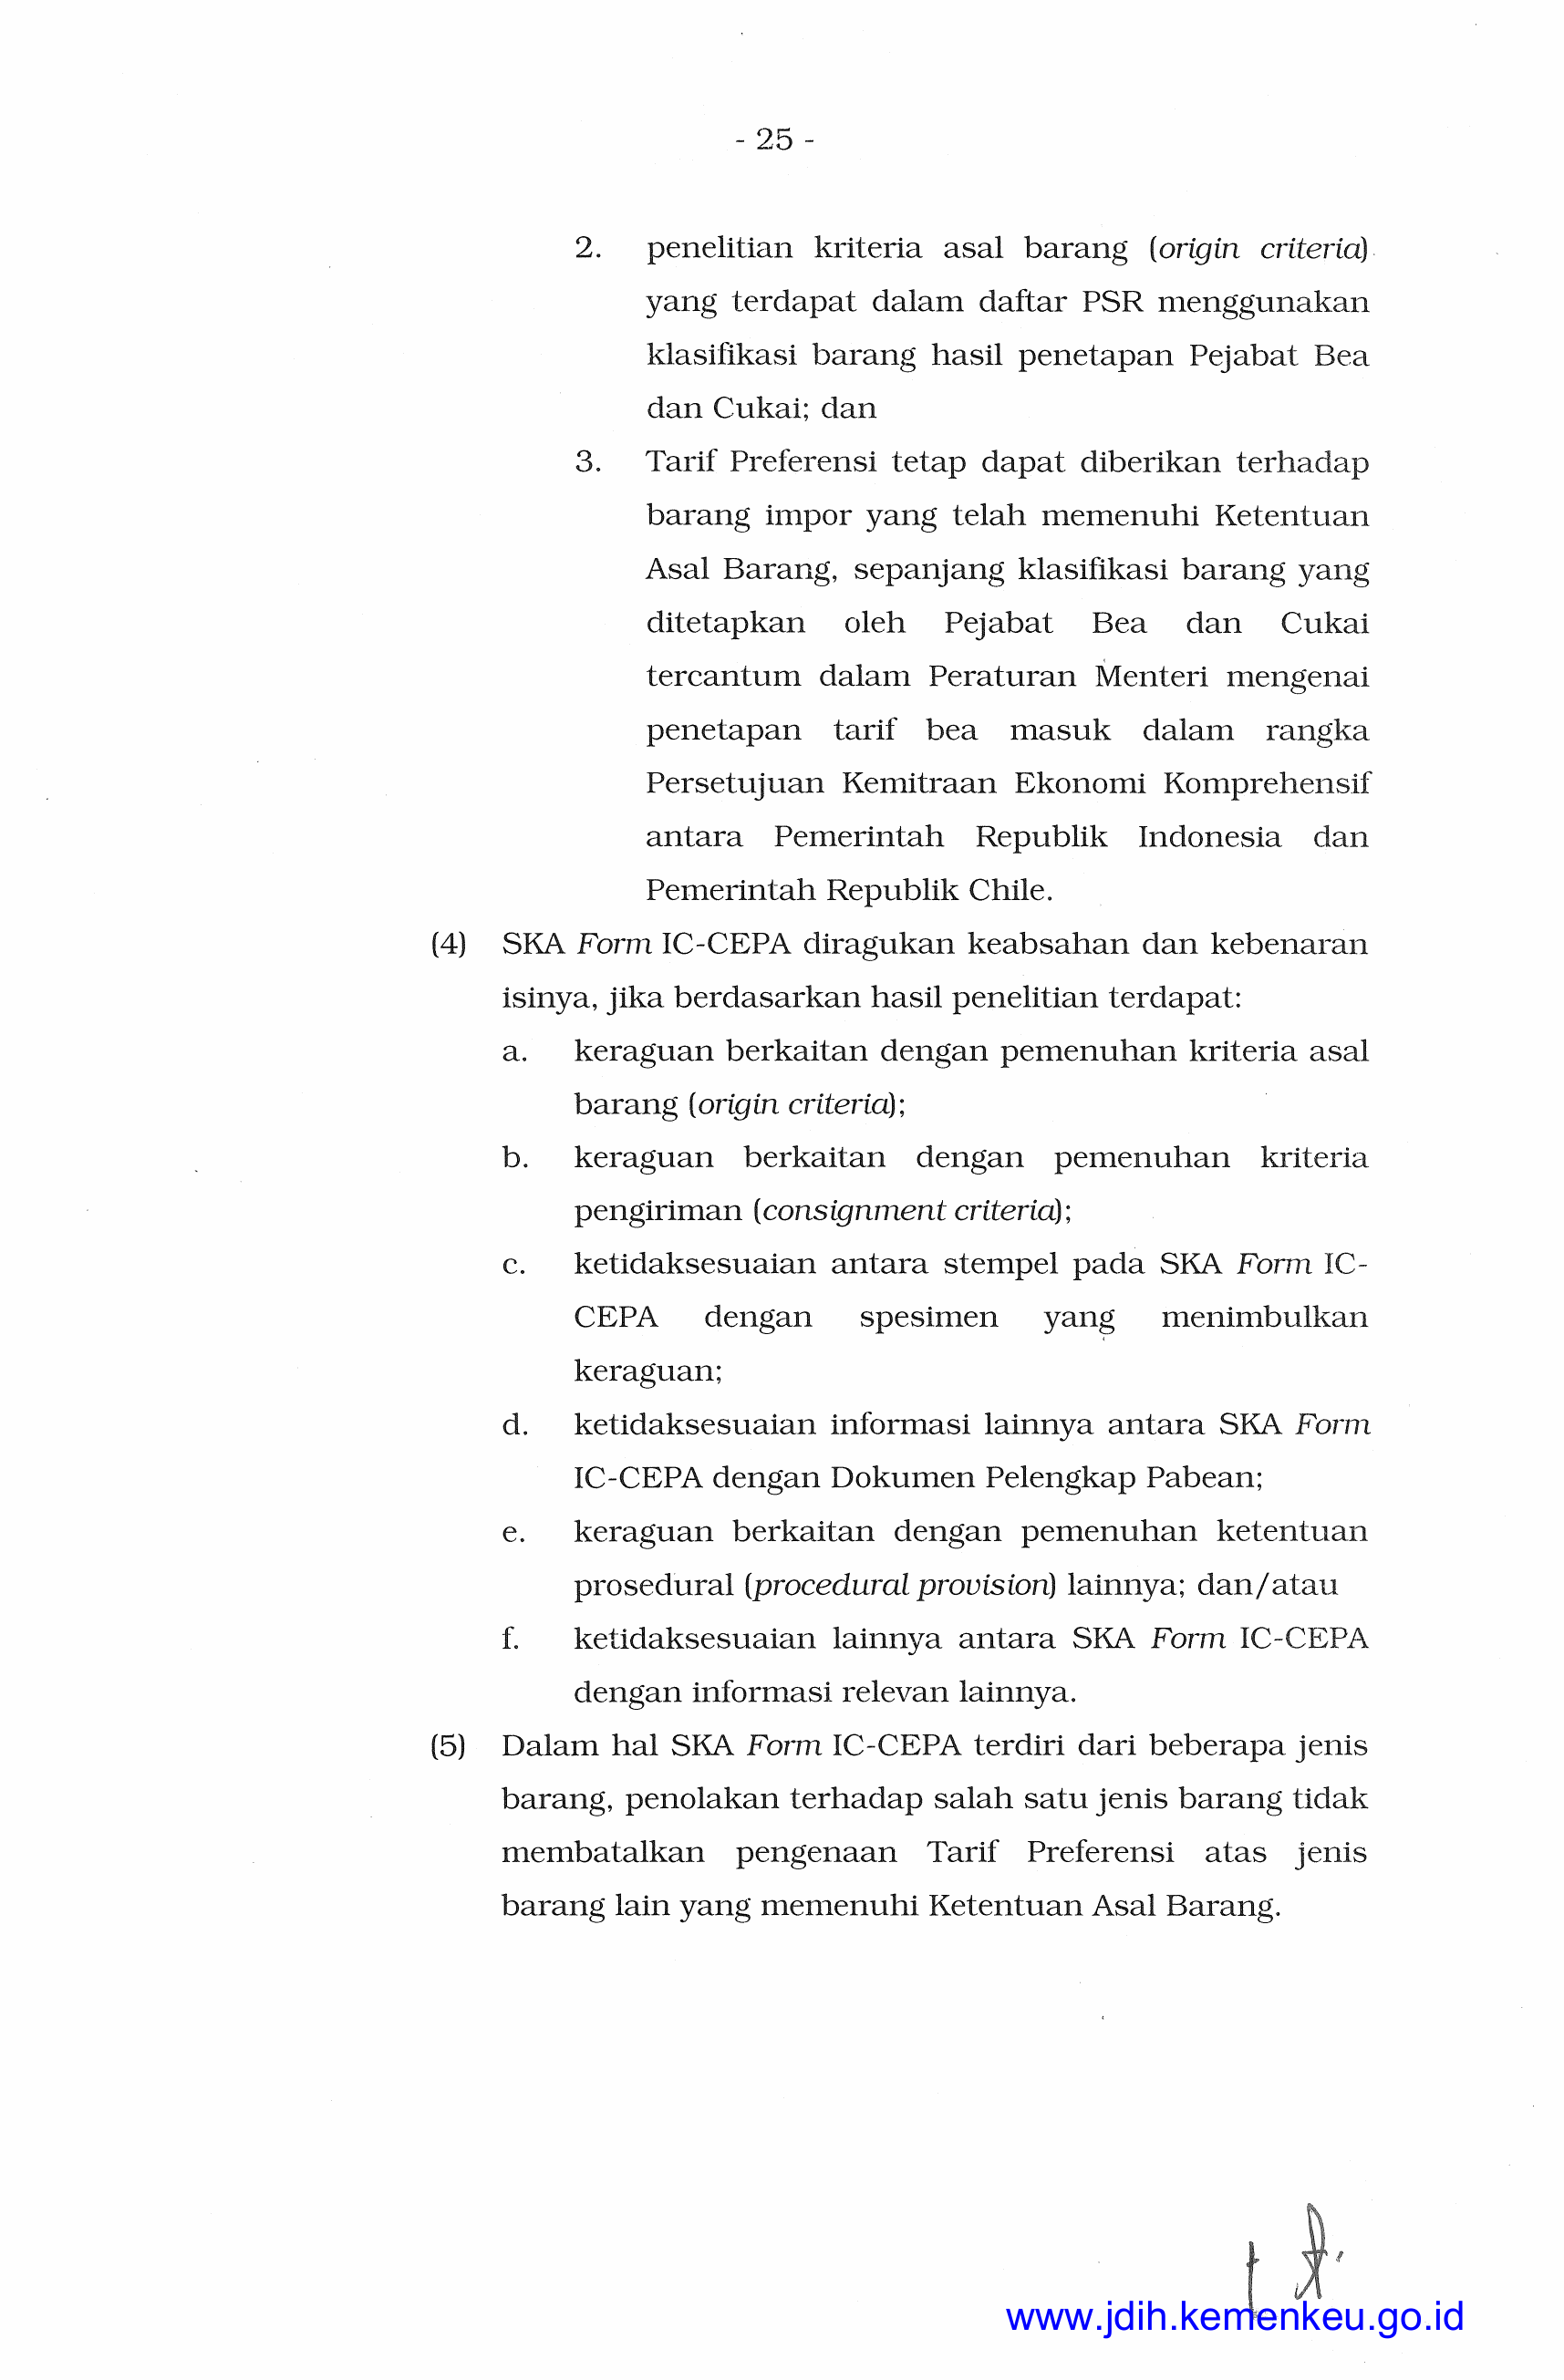 - 25 -
2. penelitian kriteria asal barang (origin criteria)
yang terdapat dalam daftar PSR menggunakan
klasifikasi barang hasil penetapan Pejabat Bea
dan Cukai; dan
3. Tarif Preferensi tetap dapat diberikan terhadap
barang impor yang telah memenuhi Ketentuan
Asal Barang, sepanjang klasifikasi barang yang
ditetapkan oleh Pejabat Bea dan Cukai
tercantum dalam Peraturan Menteri mengenai
penetapan tarif bea masuk dalam rangka
Persetujuan Kemitraan Ekonomi Komprehensif
antara Pemerintah Republik Indonesia dan
Pemerintah Republik Chile.
(4) SKA Form IC-CEPA diragukan keabsahan dan kebenaran
isinya, jika berdasarkan hasil penelitian terdapat:
a. keraguan berkaitan dengan pemenuhan kriteria asal
barang (origin criteria);
b. keraguan berkaitan dengan pemenuhan kriteria
pengiriman (consignment criteria);
c. ketidaksesuaian antara stempel pada SKA Form IC-
CEPA dengan spesimen yang menimbulkan
keraguan;
d. ketidaksesuaian informasi lainnya antara SKA Form
IC-CEPA dengan Dokumen Pelengkap Pabean;
e. keraguan berkaitan dengan pemenuhan ketentuan
prosedural (procedural provision) lainnya; dan/atau
f. ketidaksesuaian lainnya antara SKA Form IC-CEPA
dengan informasi relevan lainnya.
(5) Dalam hal SKA Form IC-CEPA terdiri dari beberapa jenis
barang, penolakan terhadap salah satu jenis barang tidak
membatalkan pengenaan Tarif Preferensi atas jenis
barang lain yang memenuhi Ketentuan Asal Barang.
www.jdih.kemenkeu.go.id